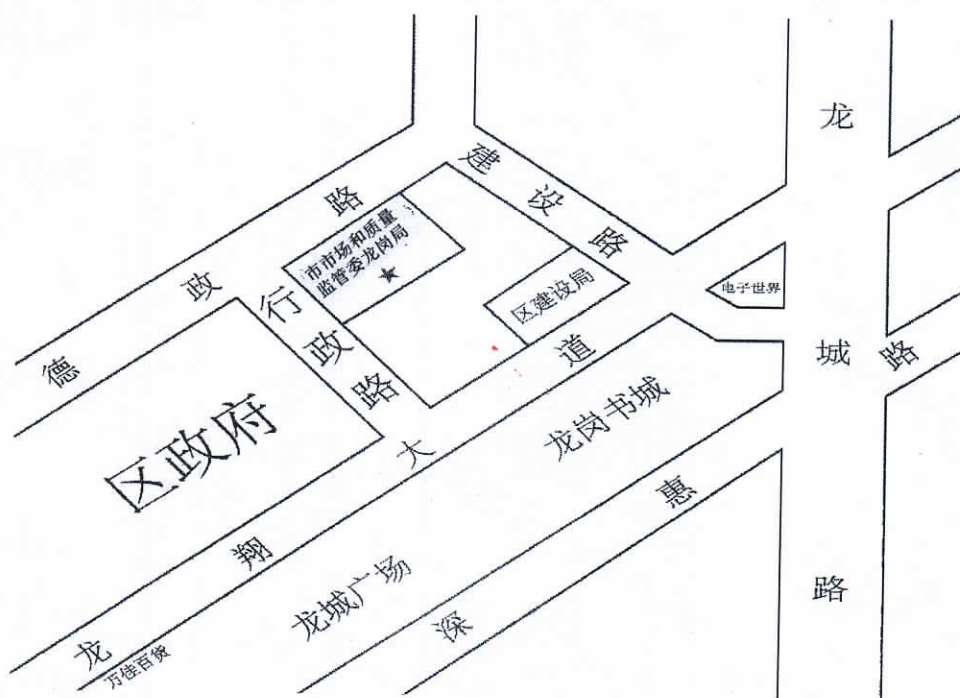 龙城路
建设路
德政路
市市场和质量
监管委龙岗局
行政路
区建设局
电子世界
龙翔大道
区政府
龙岗书城
深惠路
龙城广场
万佳百货